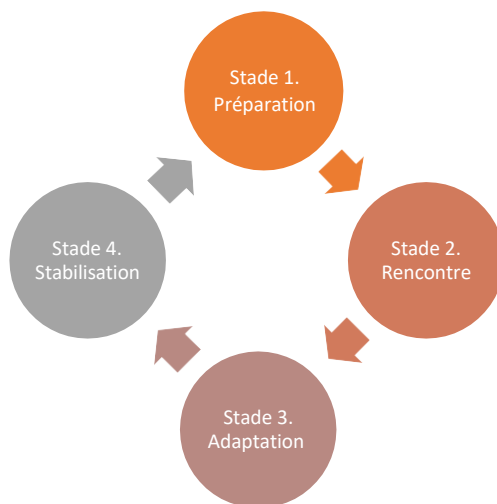 Stade 1.
Préparation
Stade 2.
Rencontre
Stade 3.
Adaptation
Stade 4.
Stabilisation